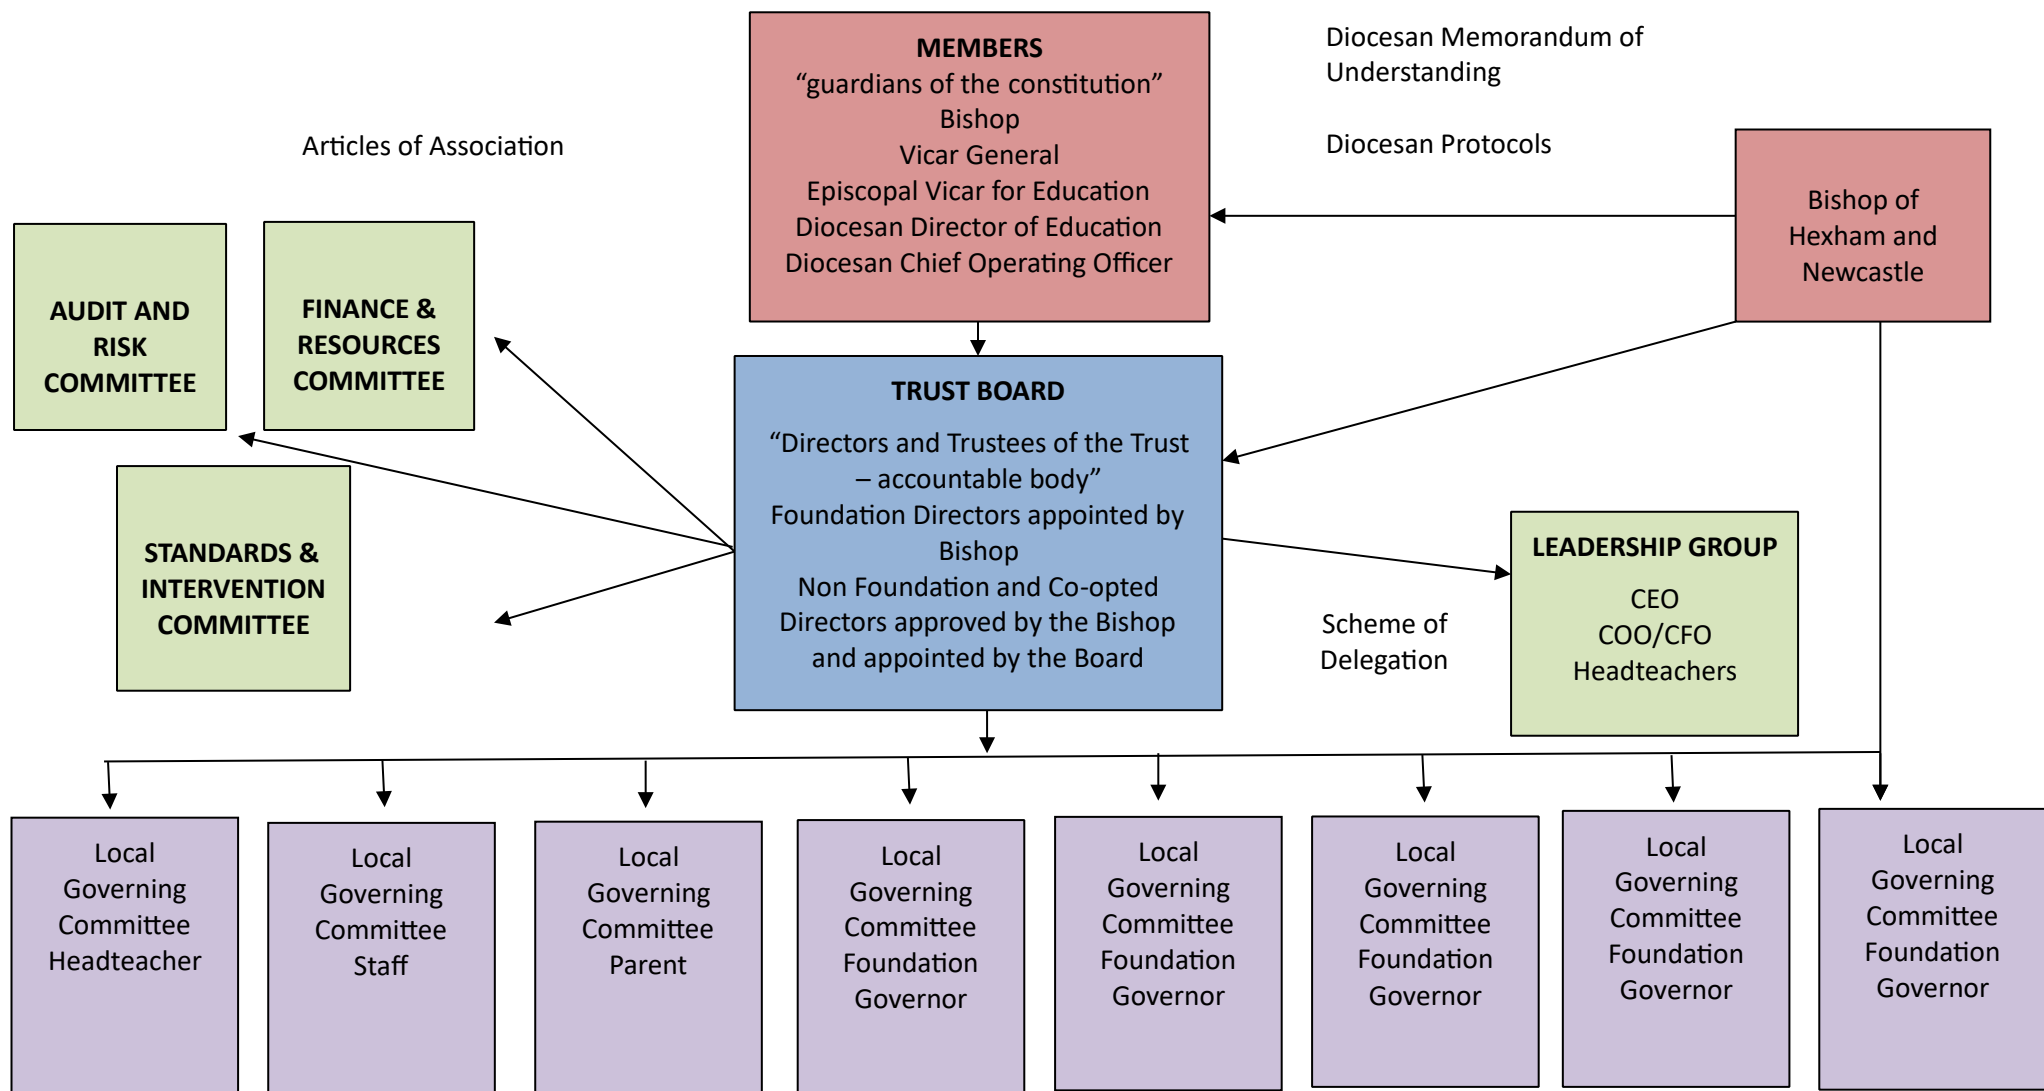 MEMBERS
“guardians of the constitution”
Bishop
Vicar General
Episcopal Vicar for Education
Diocesan Director of Education
Diocesan Chief Operating Officer
Diocesan Memorandum of
Understanding
Diocesan Protocols
Articles of Association
Bishop of
Hexham and
Newcastle
AUDIT AND
RISK
COMMITTEE
FINANCE &
RESOURCES
COMMITTEE
STANDARDS &
INTERVENTION
COMMITTEE
TRUST BOARD
“Directors and Trustees of the Trust
– accountable body”
Foundation Directors appointed by
Bishop
Non Foundation and Co-opted
Directors approved by the Bishop
and appointed by the Board
Scheme of
Delegation
LEADERSHIP GROUP
CEO
COO/CFO
Headteachers
Local
Governing
Committee
Headteacher
Local
Governing
Committee
Staff
Local
Governing
Committee
Parent
Local
Governing
Committee
Foundation
Governor
Local
Governing
Committee
Foundation
Governor
Local
Governing
Committee
Foundation
Governor
Local
Governing
Committee
Foundation
Governor
Local
Governing
Committee
Foundation
Governor